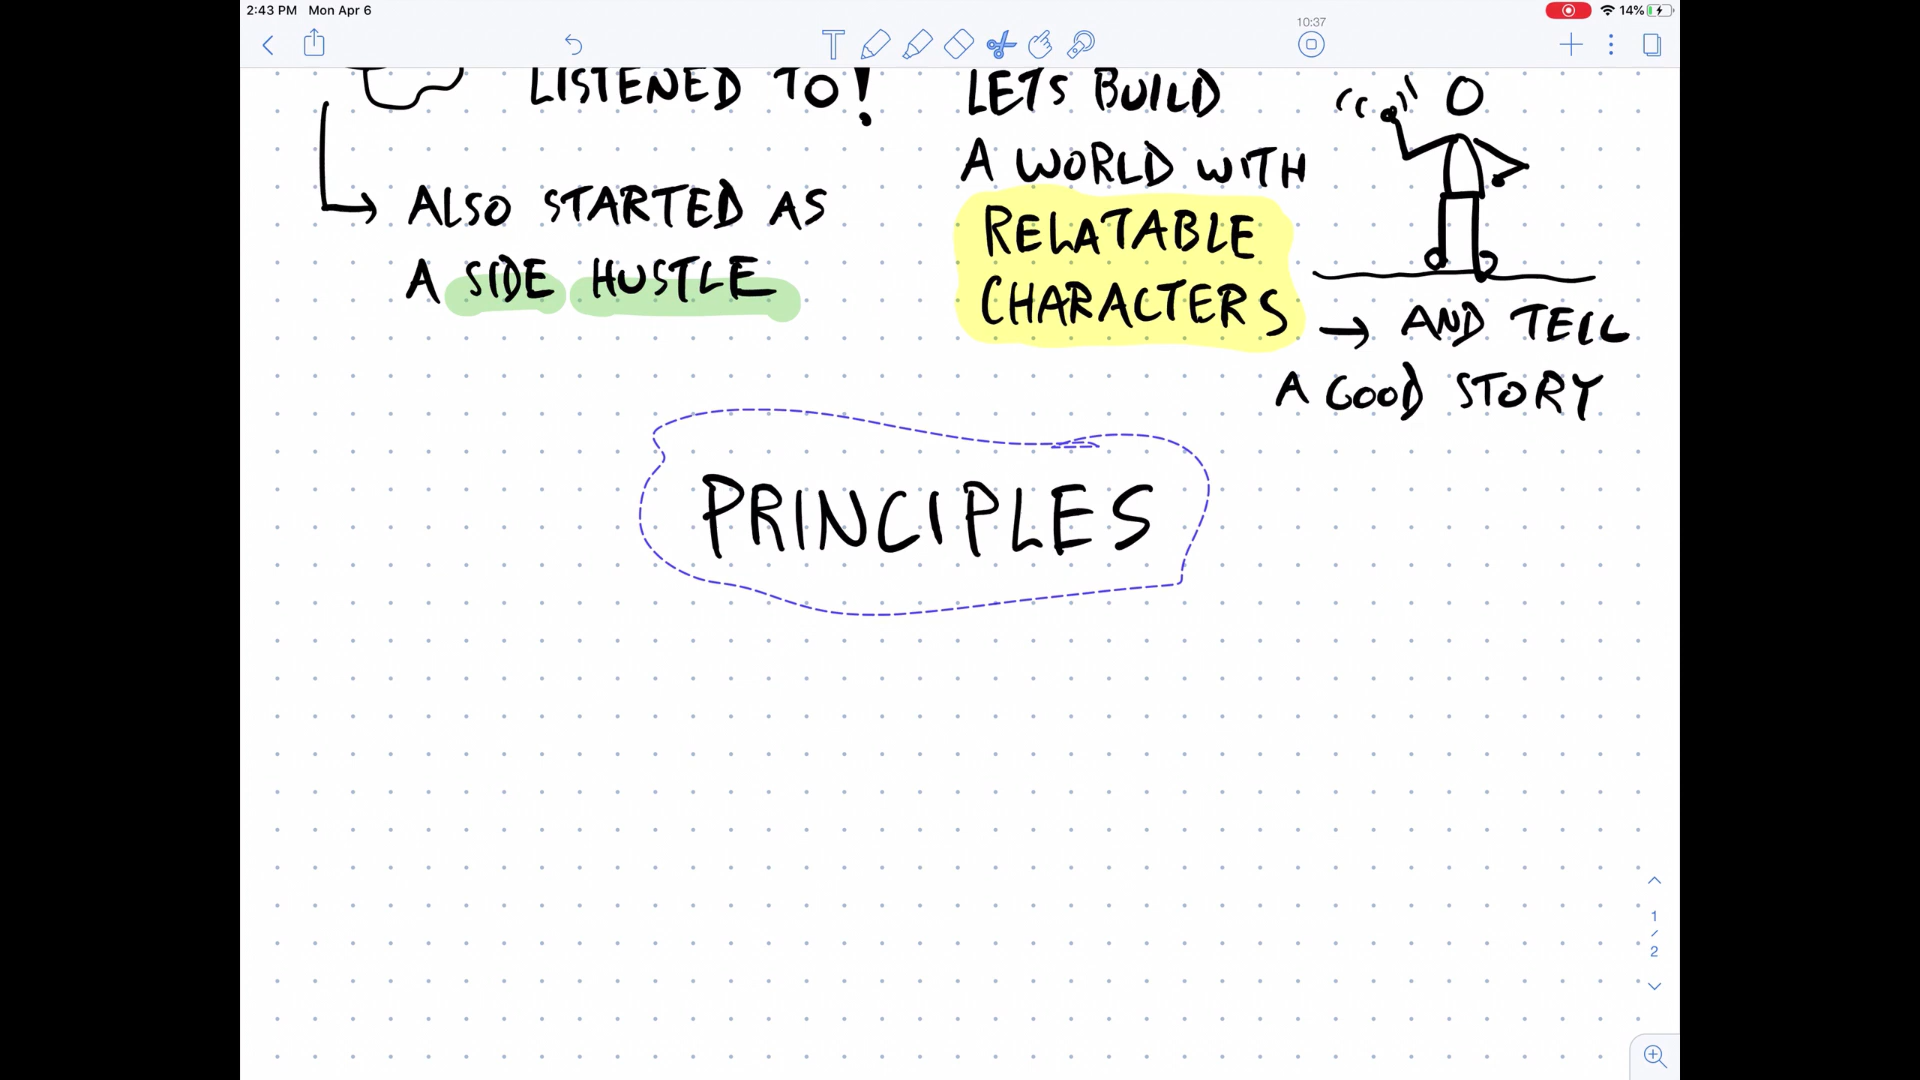 2:43 PM Mon Apr 6
14%
10:37
LISTENED TO!
ALSO STARTED AS
A SIDE HUSTLE
LETS BUILD
A WORLD WITH
RELATABLE
CHARACTERS
→ AND TELL
A GOOD STORY
PRINCIPLES
1
/
2